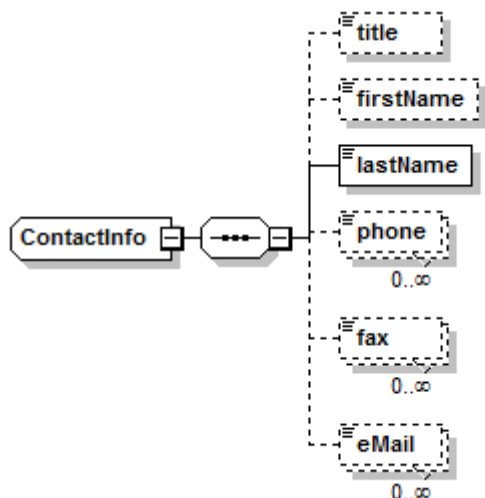 title
firstName
lastName
ContactInfo
phone
0..∞
fax
0..∞
eMail
0..∞